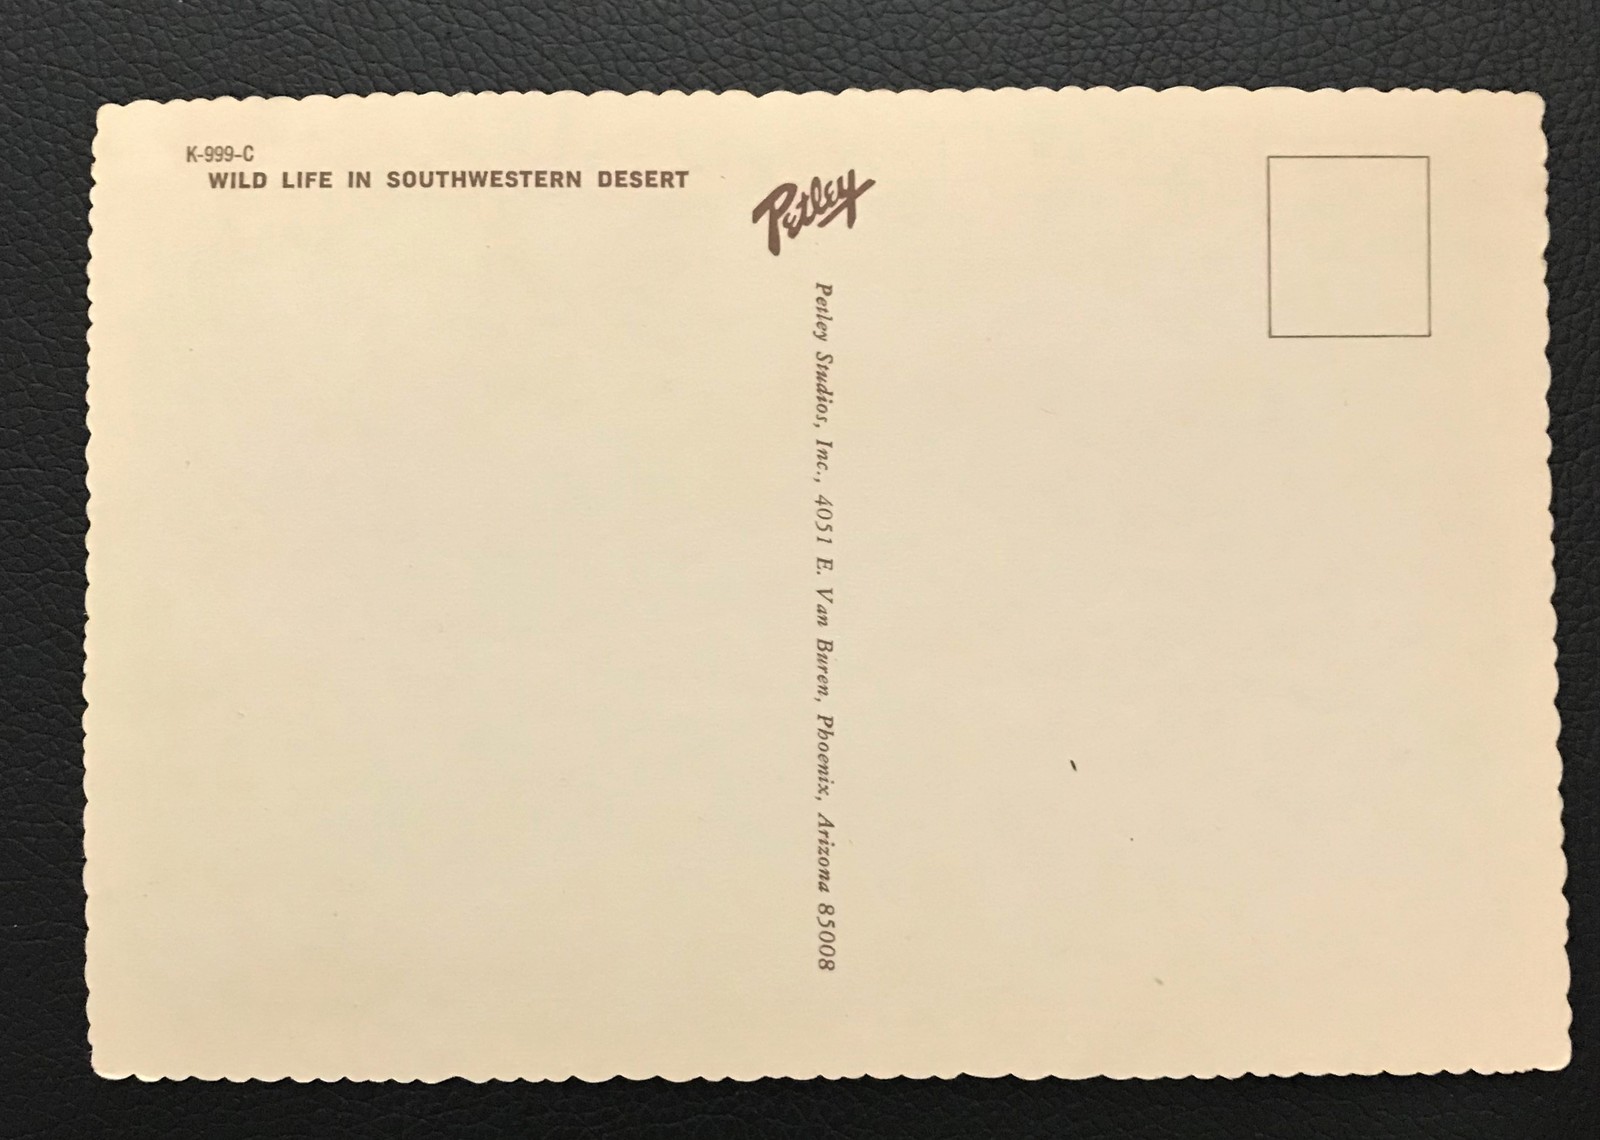 K-999-C
WILD LIFE IN SOUTHWESTERN DESERT
Petley
Petley Studios, Inc., 4051 E. Van Buren, Phoenix, Arizona 85008